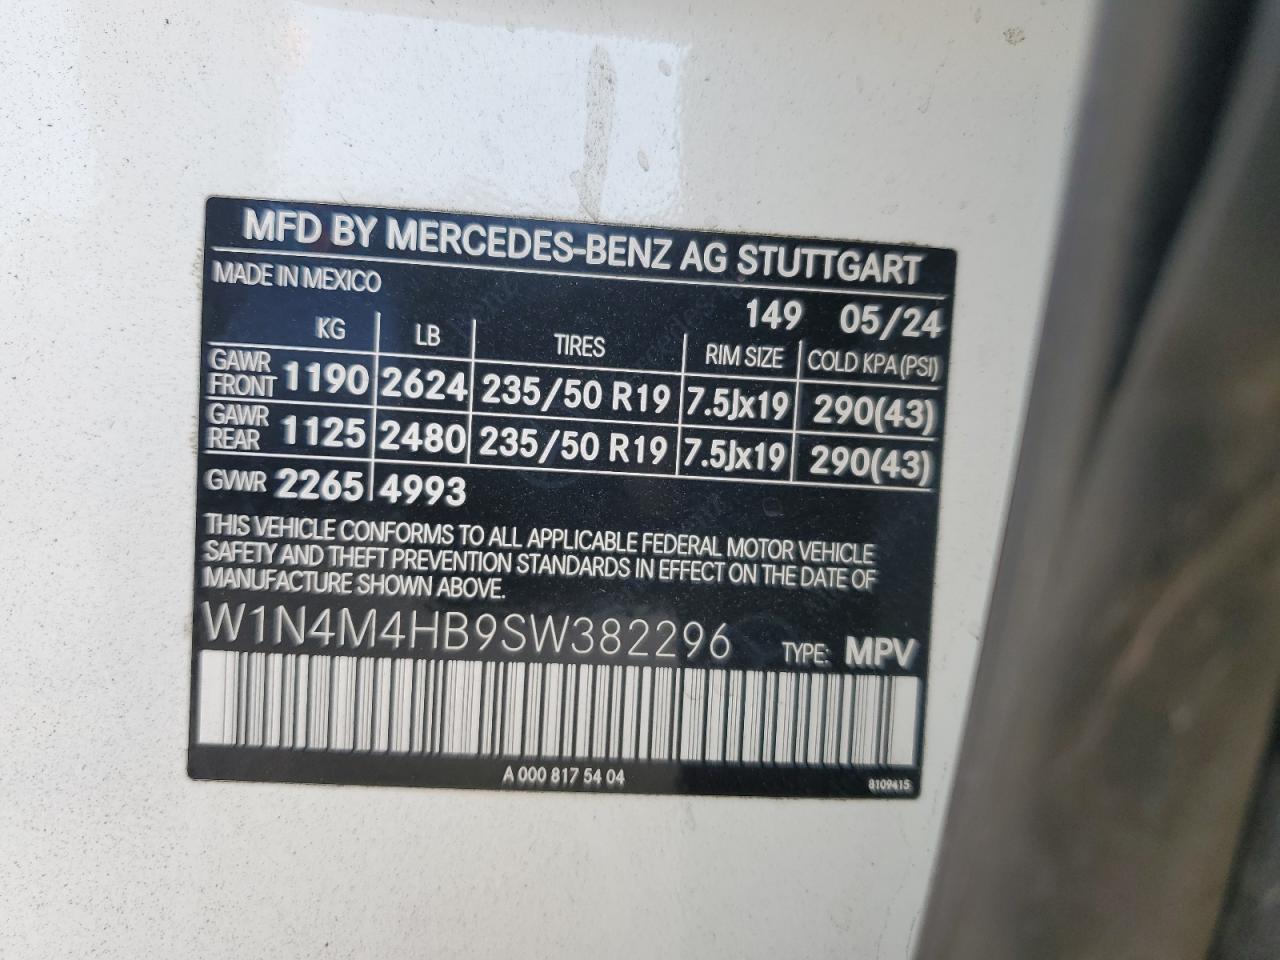 MFD BY MERCEDES-BENZ AG STUTTGART
MADE IN MEXICO
149 05/24
KG LB TIRES RIM SIZE COLD KPA (PSI)
GAWR FRONT 1190 2624 235/50 R19 7.5Jx19 290(43)
GAWR REAR 1125 2480 235/50 R19 7.5Jx19 290(43)
GVWR 2265 4993
THIS VEHICLE CONFORMS TO ALL APPLICABLE FEDERAL MOTOR VEHICLE
SAFETY AND THEFT PREVENTION STANDARDS IN EFFECT ON THE DATE OF
MANUFACTURE SHOWN ABOVE.
W1N4M4HB9SW382296 TYPE: MPV
A 000 817 54 04
8109415